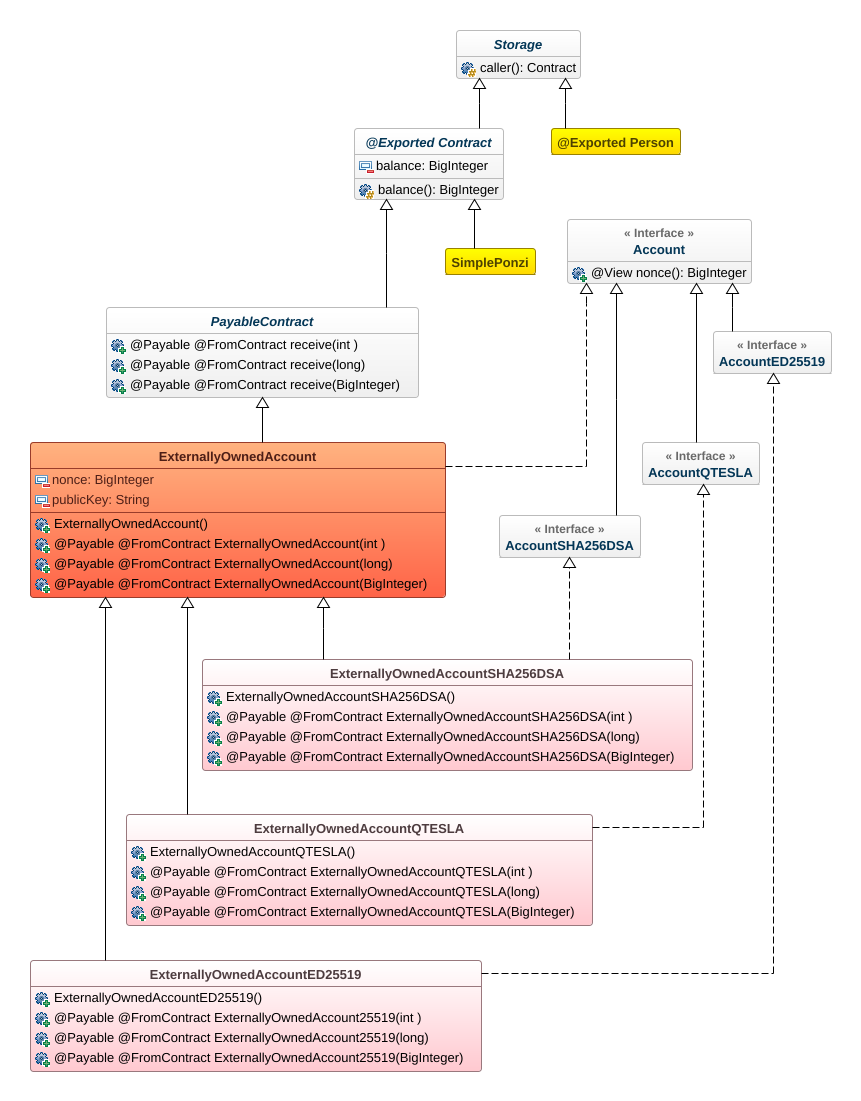 Storage
caller(): Contract
@Exported Contract
balance: BigInteger
balance(): BigInteger
@Exported Person
SimplePonzi
« Interface »
Account
@View nonce(): BigInteger
PayableContract
@Payable @FromContract receive(int )
@Payable @FromContract receive(long)
@Payable @FromContract receive(BigInteger)
« Interface »
AccountED25519
ExternallyOwnedAccount
nonce: BigInteger
publicKey: String
ExternallyOwnedAccount()
@Payable @FromContract ExternallyOwnedAccount(int )
@Payable @FromContract ExternallyOwnedAccount(long)
@Payable @FromContract ExternallyOwnedAccount(BigInteger)
« Interface »
AccountQTESLA
« Interface »
AccountSHA256DSA
ExternallyOwnedAccountSHA256DSA
ExternallyOwnedAccountSHA256DSA()
@Payable @FromContract ExternallyOwnedAccountSHA256DSA(int )
@Payable @FromContract ExternallyOwnedAccountSHA256DSA(long)
@Payable @FromContract ExternallyOwnedAccountSHA256DSA(BigInteger)
ExternallyOwnedAccountQTESLA
ExternallyOwnedAccountQTESLA()
@Payable @FromContract ExternallyOwnedAccountQTESLA(int )
@Payable @FromContract ExternallyOwnedAccountQTESLA(long)
@Payable @FromContract ExternallyOwnedAccountQTESLA(BigInteger)
ExternallyOwnedAccountED25519
ExternallyOwnedAccountED25519()
@Payable @FromContract ExternallyOwnedAccount25519(int )
@Payable @FromContract ExternallyOwnedAccount25519(long)
@Payable @FromContract ExternallyOwnedAccount25519(BigInteger)